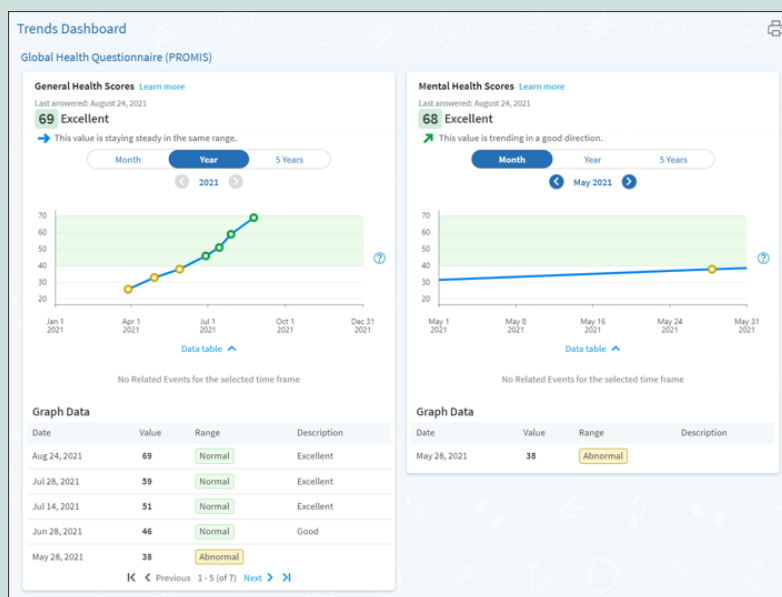 Trends Dashboard
Global Health Questionnaire (PROMIS)
General Health Scores Learn more
Last answered: August 24, 2021
69 Excellent
This value is staying steady in the same range.
Month Year 5 Years
2021
70
60
50
40
30
20
Jan 1 Apr 1 Jul 1 Oct 1 Dec 31
2021 2021 2021 2021 2021
Data table
No Related Events for the selected time frame
Graph Data
Date Value Range Description
Aug 24, 2021 69 Normal Excellent
Jul 28, 2021 59 Normal Excellent
Jul 14, 2021 51 Normal Excellent
Jun 28, 2021 46 Normal Good
May 28, 2021 38 Abnormal
Previous 1 - 5 (of 7) Next
Mental Health Scores Learn more
Last answered: August 24, 2021
68 Excellent
This value is trending in a good direction.
Month Year 5 Years
May 2021
70
60
50
40
30
20
May 1 May 8 May 16 May 24 May 31
2021 2021 2021 2021 2021
Data table
No Related Events for the selected time frame
Graph Data
Date Value Range Description
May 28, 2021 38 Abnormal